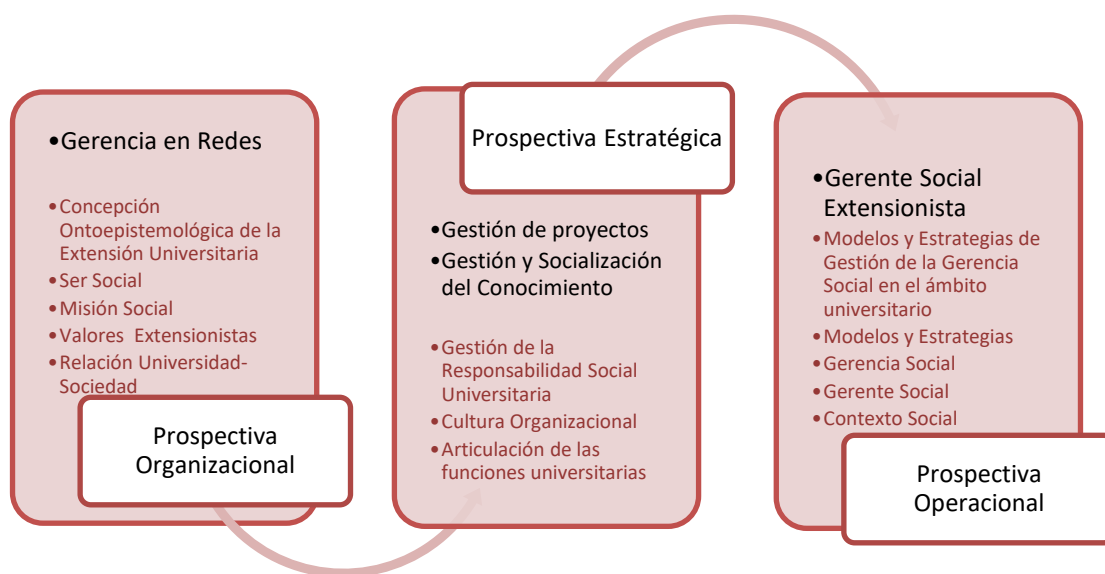 •Gerencia en Redes
•Concepción
Ontoepistemológica de la
Extensión Universitaria
•Ser Social
•Misión Social
•Valores Extensionistas
•Relación Universidad-
Sociedad
Prospectiva
Organizacional
Prospectiva Estratégica
•Gestión de proyectos
•Gestión y Socialización
del Conocimiento
•Gestión de la
Responsabilidad Social
Universitaria
•Cultura Organizacional
•Articulación de las
funciones universitarias
•Gerente Social
Extensionista
•Modelos y Estrategias de
Gestión de la Gerencia
Social en el ámbito
universitario
•Modelos y Estrategias
•Gerencia Social
•Gerente Social
•Contexto Social
Prospectiva
Operacional